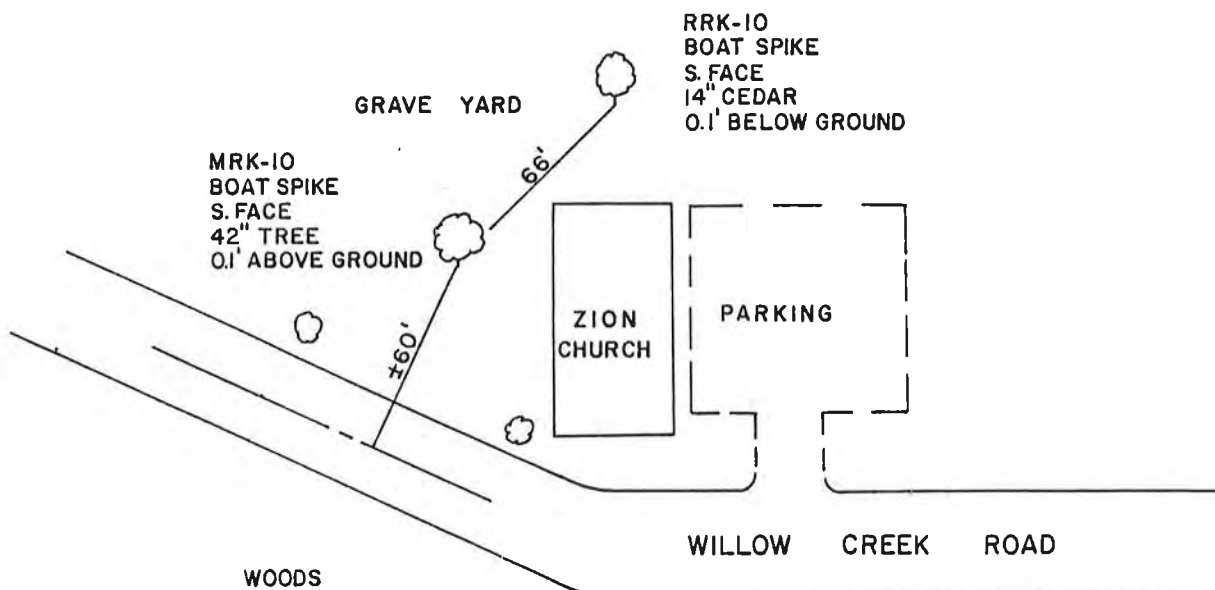 RRK-10
BOAT SPIKE
S. FACE
14" CEDAR
0.1' BELOW GROUND
GRAVE YARD
66'
MRK-10
BOAT SPIKE
S. FACE
42" TREE
0.1' ABOVE GROUND
±60'
ZION
CHURCH
PARKING
WILLOW CREEK ROAD
WOODS